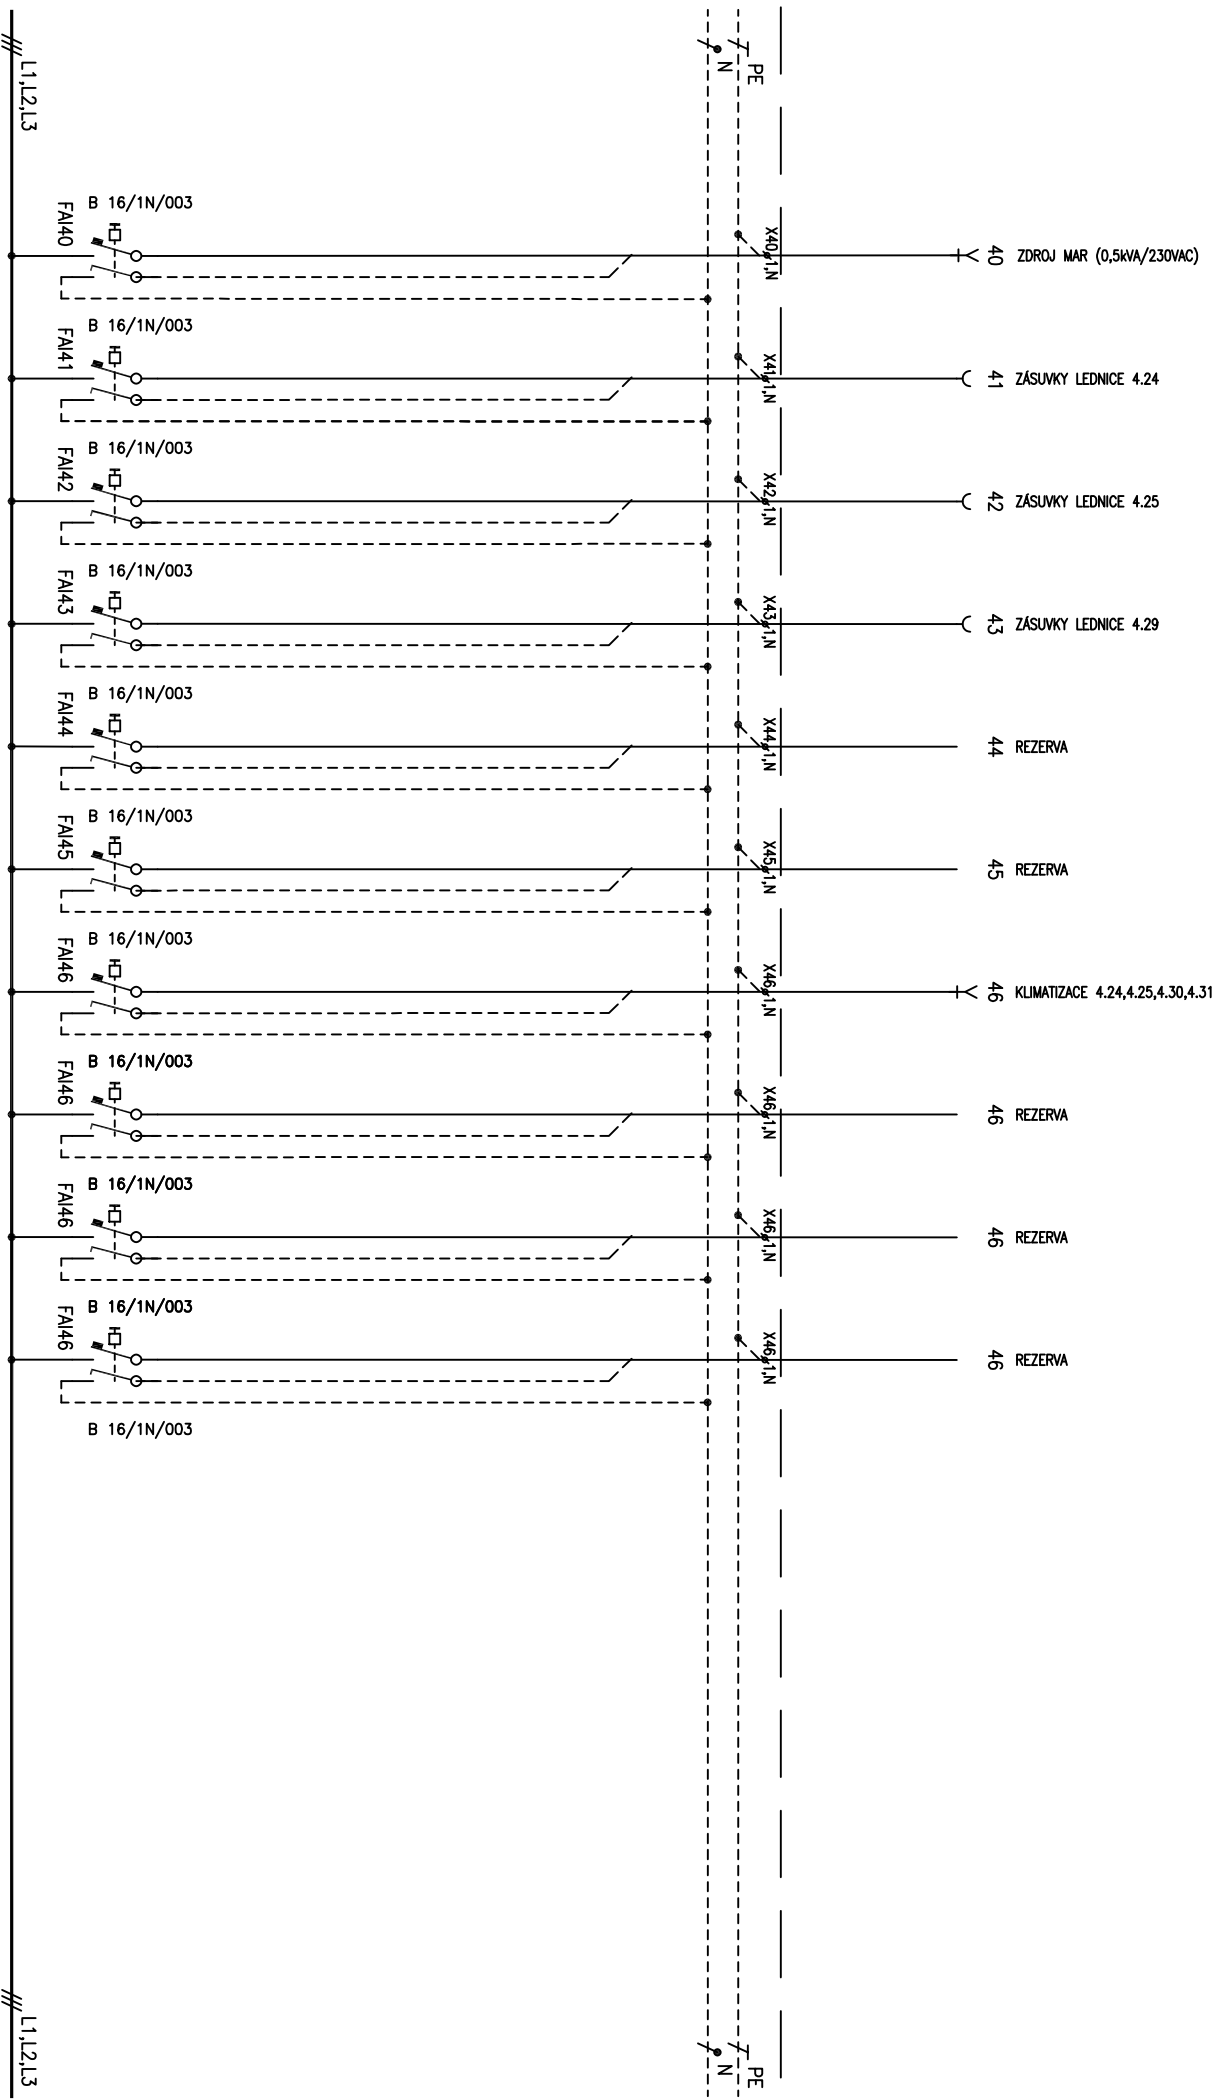 L1,L2,L3
N
PE
FAI40
B 16/1N/003
X40
1,N
40
ZDROJ MAR (0,5kVA/230VAC)
FAI41
B 16/1N/003
X41
1,N
41
ZÁSUVKY LEDNICE 4.24
FAI42
B 16/1N/003
X42
1,N
42
ZÁSUVKY LEDNICE 4.25
FAI43
B 16/1N/003
X43
1,N
43
ZÁSUVKY LEDNICE 4.29
FAI44
B 16/1N/003
X44
1,N
44
REZERVA
FAI45
B 16/1N/003
X45
1,N
45
REZERVA
FAI46
B 16/1N/003
X46
1,N
46
KLIMATIZACE 4.24,4.25,4.30,4.31
FAI46
B 16/1N/003
X46
1,N
46
REZERVA
FAI46
B 16/1N/003
X46
1,N
46
REZERVA
FAI46
B 16/1N/003
X46
1,N
46
REZERVA
B 16/1N/003
L1,L2,L3
N
PE